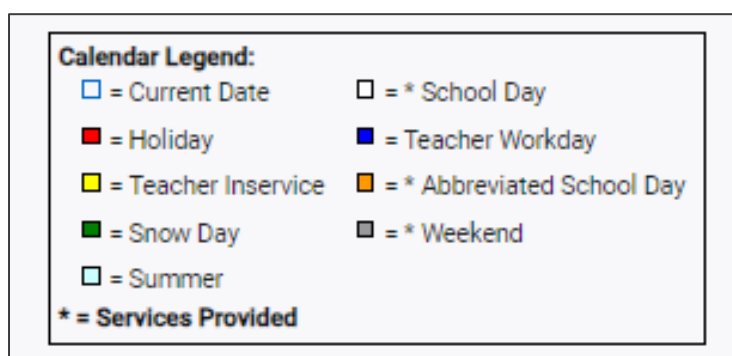 Calendar Legend:
= Current Date = * School Day
= Holiday = Teacher Workday
= Teacher Inservice = * Abbreviated School Day
= Snow Day = * Weekend
= Summer
* = Services Provided